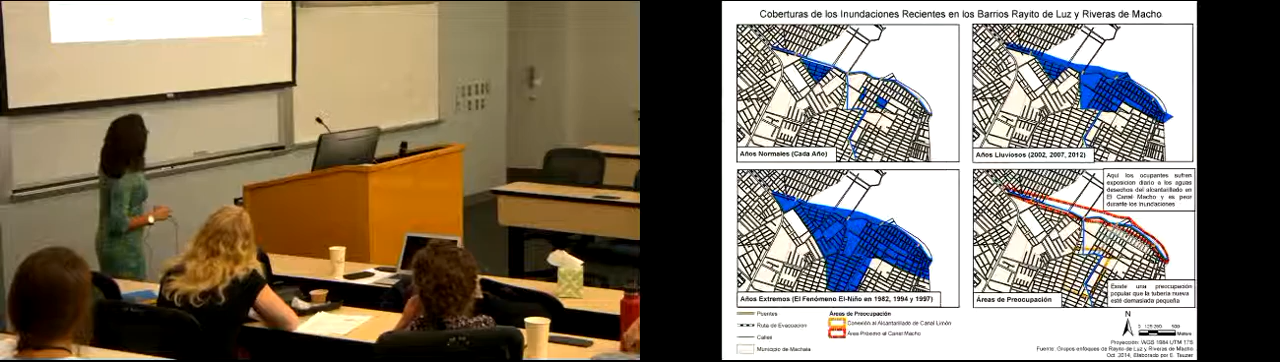 Coberturas de los Inundaciones Recientes en los Barrios Rayito de Luz y Riveras de Macho
Años Normales (Cada Año)
Años Lluviosos (2002, 2007, 2012)
Años Extremos (El Fenómeno El-Niño en 1982, 1994 y 1997)
Aquí los ocupantes sufren
exposicion diario a los aguas
desechos del alcantarillado en
El Canal Macho y es peor
durante los inundaciones
Existe una preocupación
popular que la tubería nueva
esté demasiada pequeña
Áreas de Preocupación
Puentes
Ruta de Evacuación
Calles
Municipio de Machala
Áreas de Preocupación
Conexión al Alcantarillado de Canal Limón
Área Próximo al Canal Macho
N
Proyección: WGS 1984 UTM 17S
Fuente: Grupos enfoques de Rayito de Luz y Riveras de Macho
Oct. 2014, Elaborado por E. Tauzer